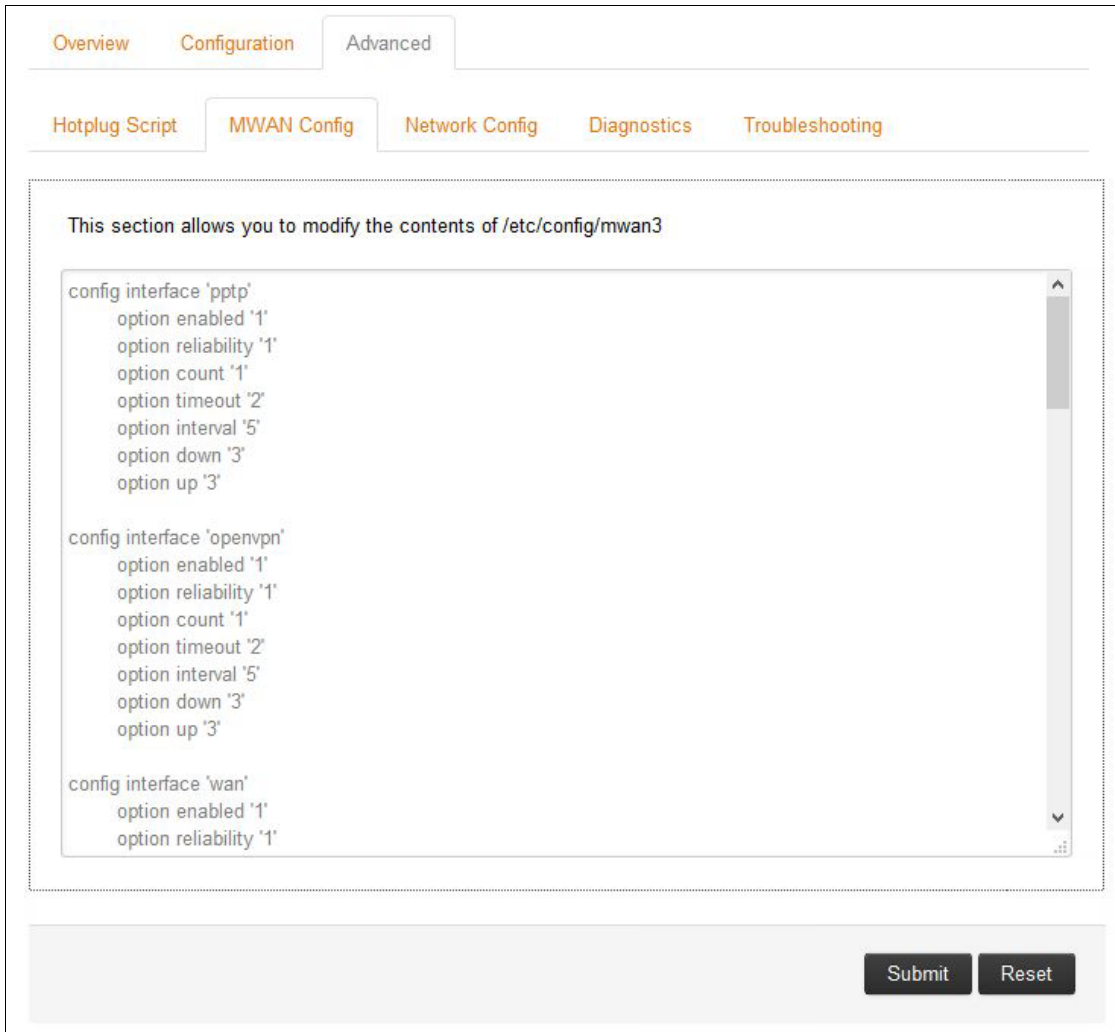 Overview Configuration Advanced
Hotplug Script MWAN Config Network Config Diagnostics Troubleshooting
This section allows you to modify the contents of /etc/config/mwan3
config interface 'pptp'
option enabled '1'
option reliability '1'
option count '1'
option timeout '2'
option interval '5'
option down '3'
option up '3'
config interface 'openvpn'
option enabled '1'
option reliability '1'
option count '1'
option timeout '2'
option interval '5'
option down '3'
option up '3'
config interface 'wan'
option enabled '1'
option reliability '1'
Submit Reset